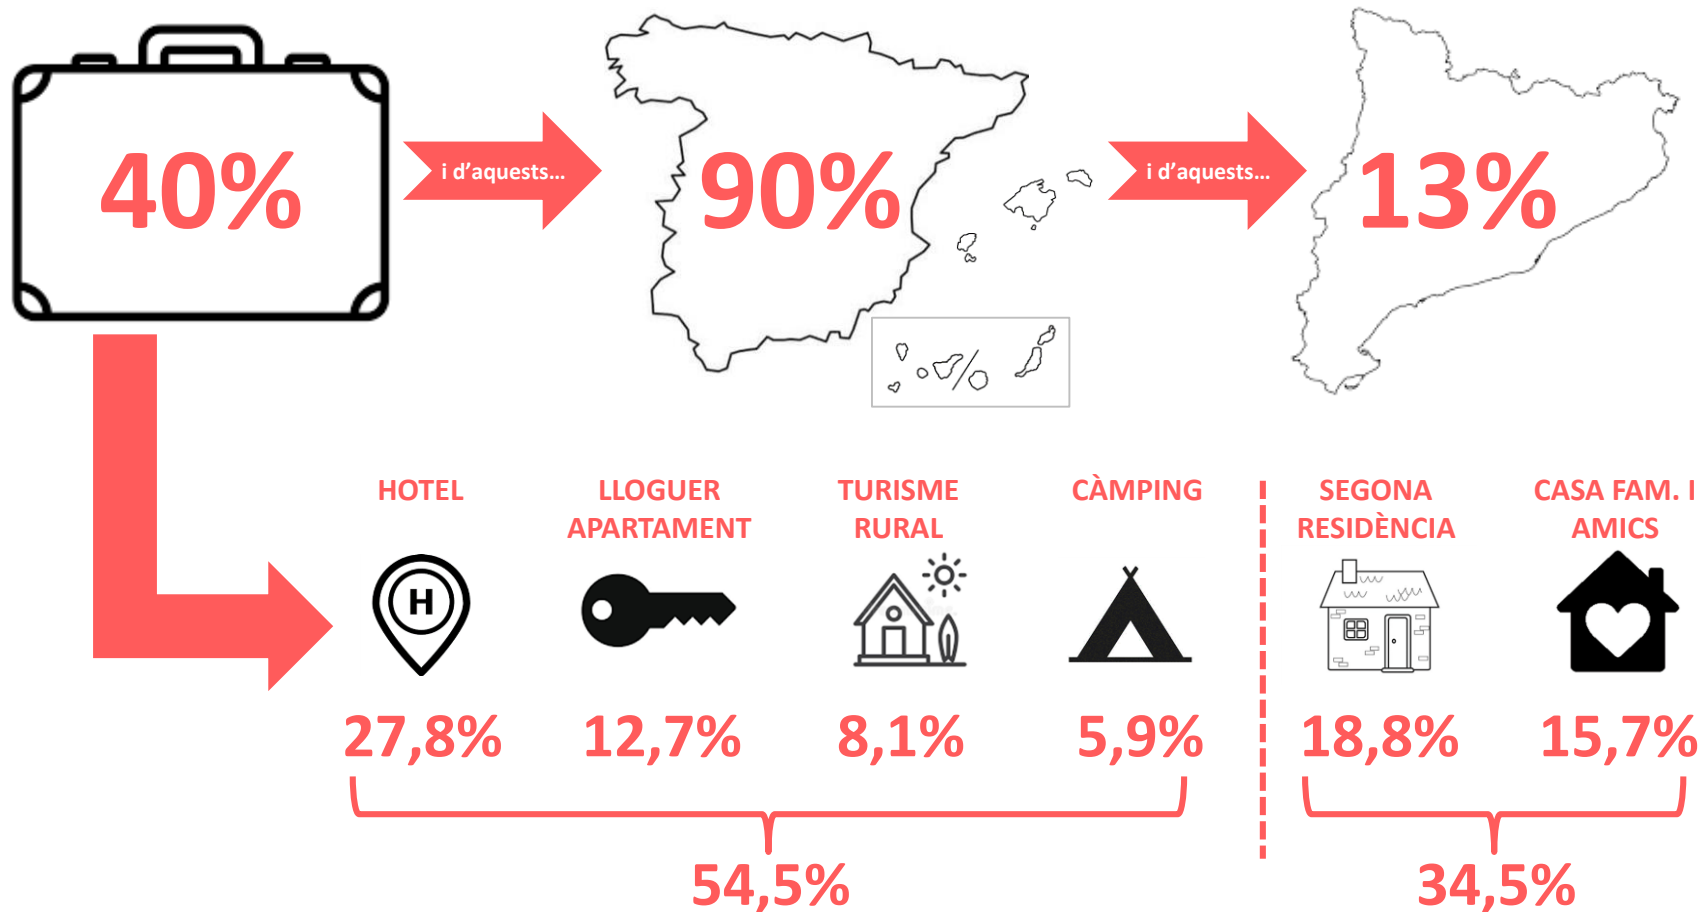 40%
i d'aquests...
90%
i d'aquests...
13%
HOTEL
LLOGUER
APARTAMENT
TURISME
RURAL
CÀMPING
SEGONA
RESIDÈNCIA
CASA FAM. I
AMICS
H
27,8%
12,7%
8,1%
5,9%
18,8%
15,7%
54,5%
34,5%